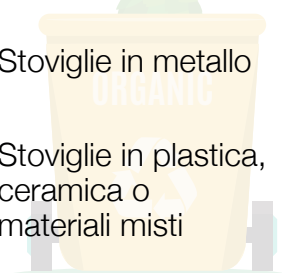 Stoviglie in metallo
ORGANIC
Stoviglie in plastica,
ceramica o
materiali misti